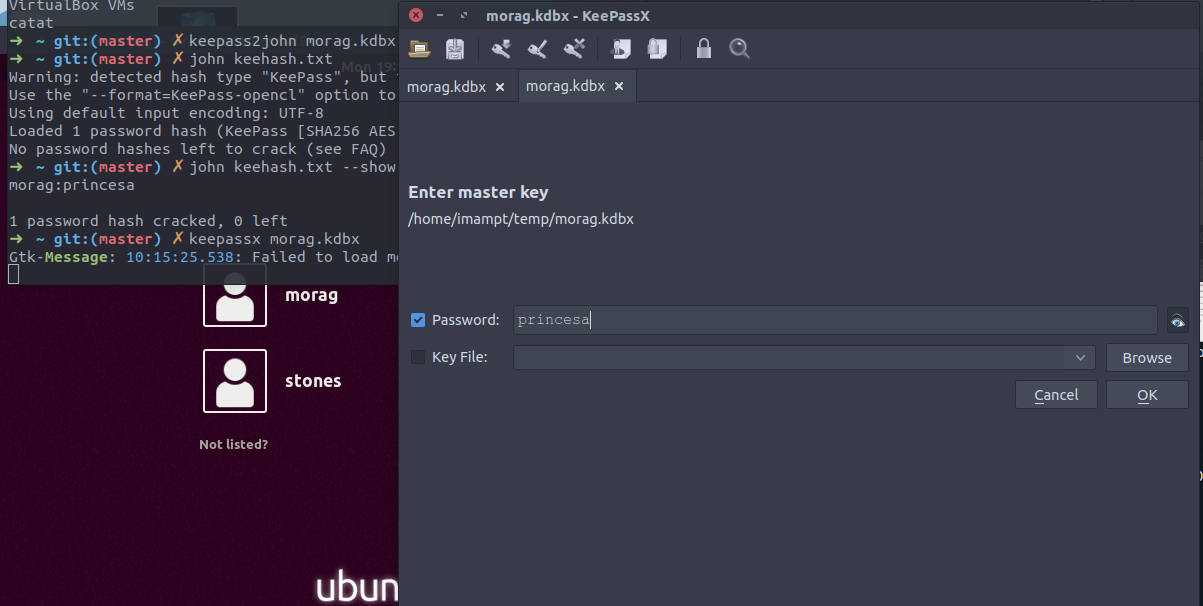 VirtualBox VMs
catat
➜ ~ git:(master) ✗ keepass2john morag.kdbx
➜ ~ git:(master) ✗ john keehash.txt
Mon 19:
Warning: detected hash type "KeePass", but
Use the "--format=KeePass-opencl" option to
Using default input encoding: UTF-8
Loaded 1 password hash (KeePass [SHA256 AES
No password hashes left to crack (see FAQ)
➜ ~ git:(master) ✗ john keehash.txt --show
morag:princesa
1 password hash cracked, 0 left
➜ ~ git:(master) ✗ keepassx morag.kdbx
Gtk-Message: 10:15:25.538: Failed to load
morag
stones
Not listed?
ubun
morag.kdbx - KeePassX
morag.kdbx
morag.kdbx
Enter master key
/home/imampt/temp/morag.kdbx
Password: princesa
Key File:
Browse
Cancel OK